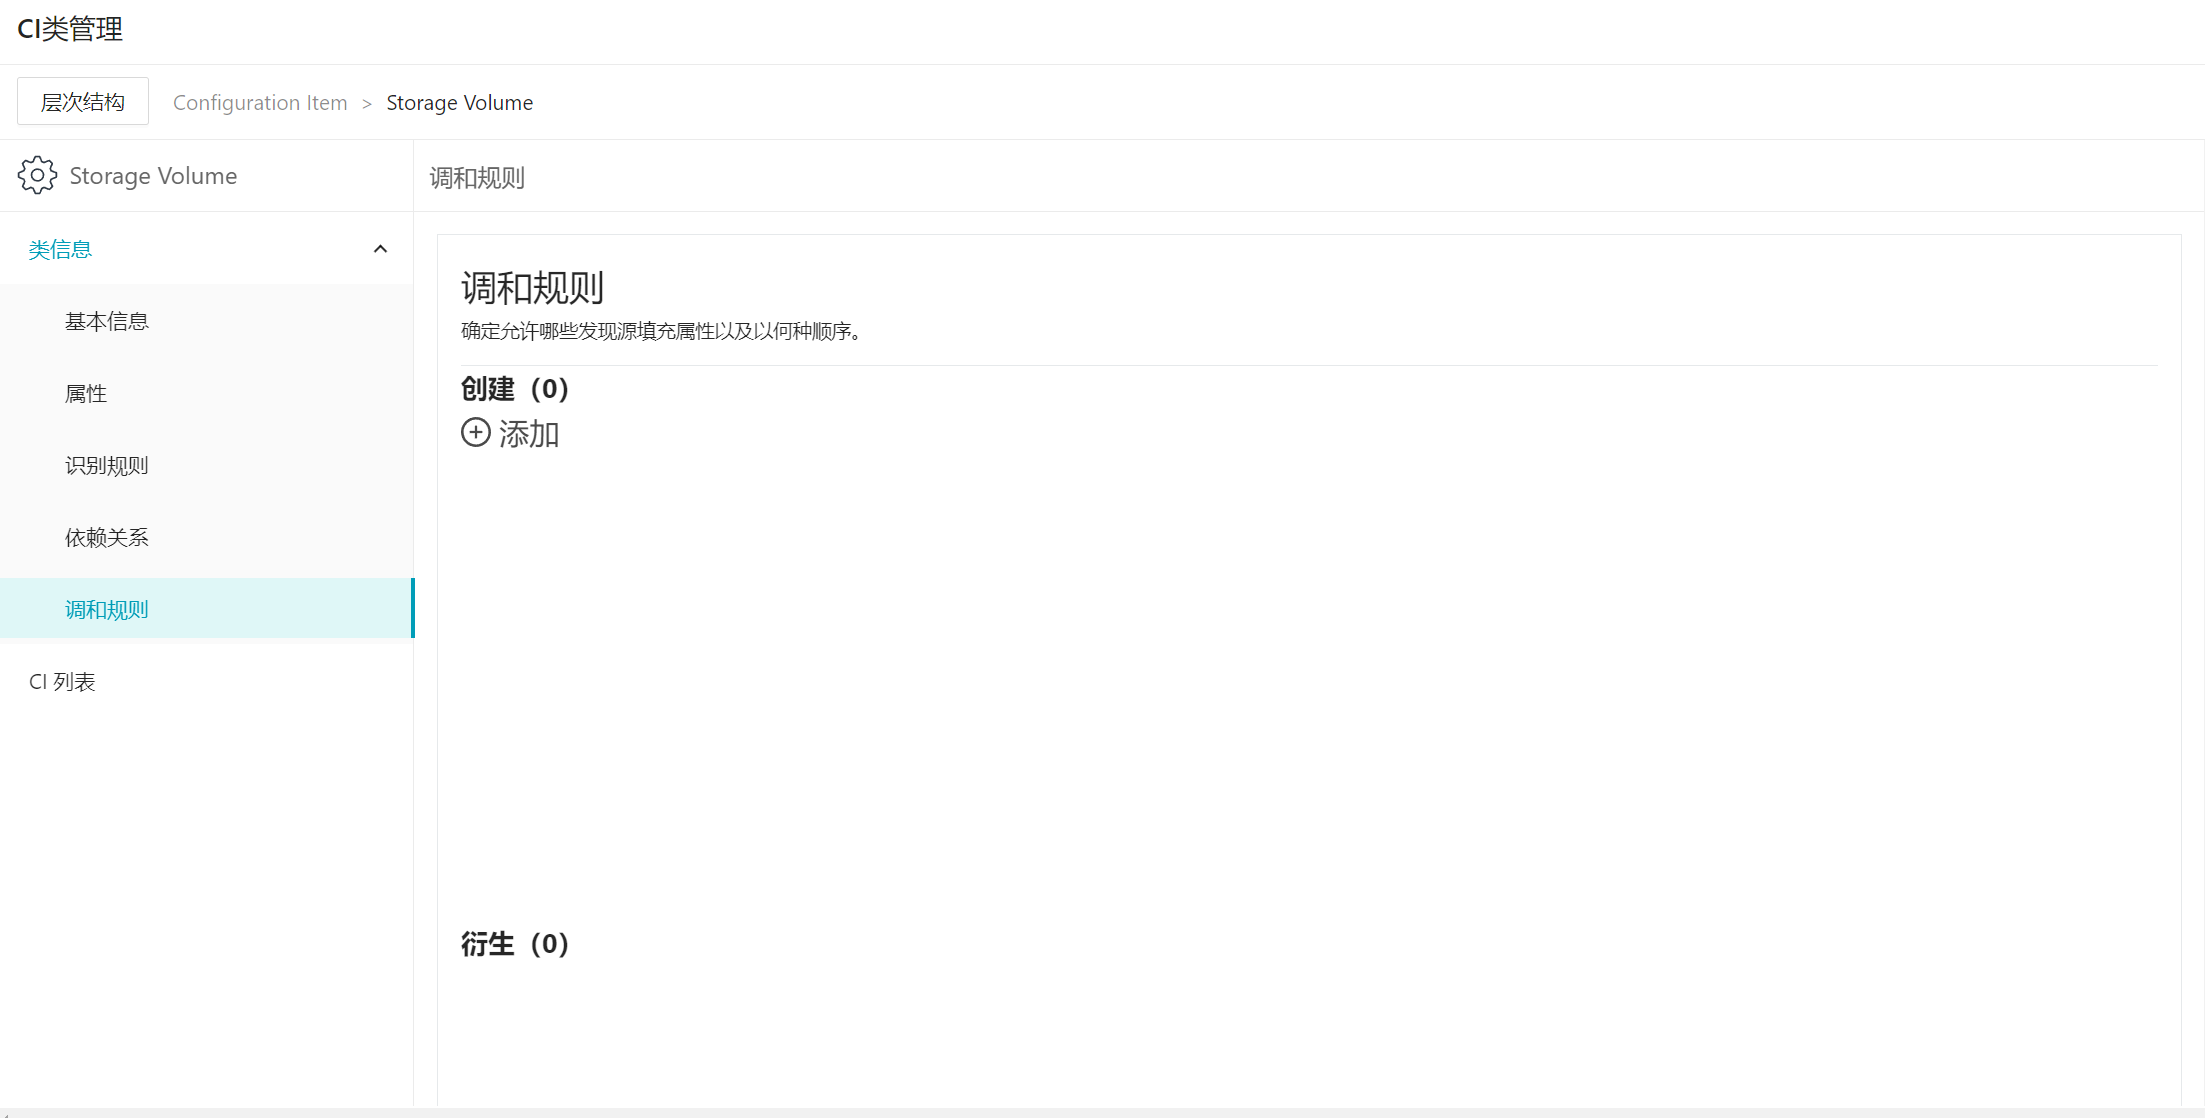 CI类管理
层次结构
Configuration Item > Storage Volume
Storage Volume
类信息
基本信息
属性
识别规则
依赖关系
调和规则
CI 列表
调和规则
调和规则
确定允许哪些发现源填充属性以及以何种顺序。
创建（0）
添加
衍生（0）